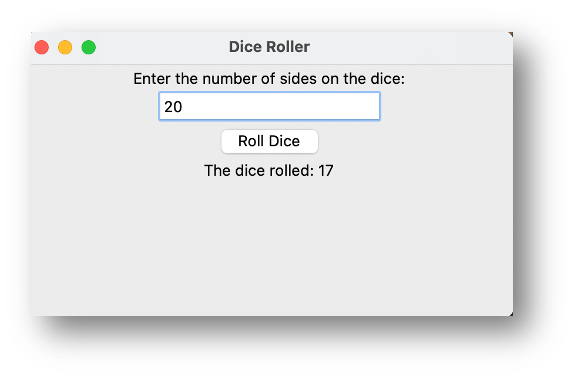 Dice Roller
Enter the number of sides on the dice:
20
Roll Dice
The dice rolled: 17